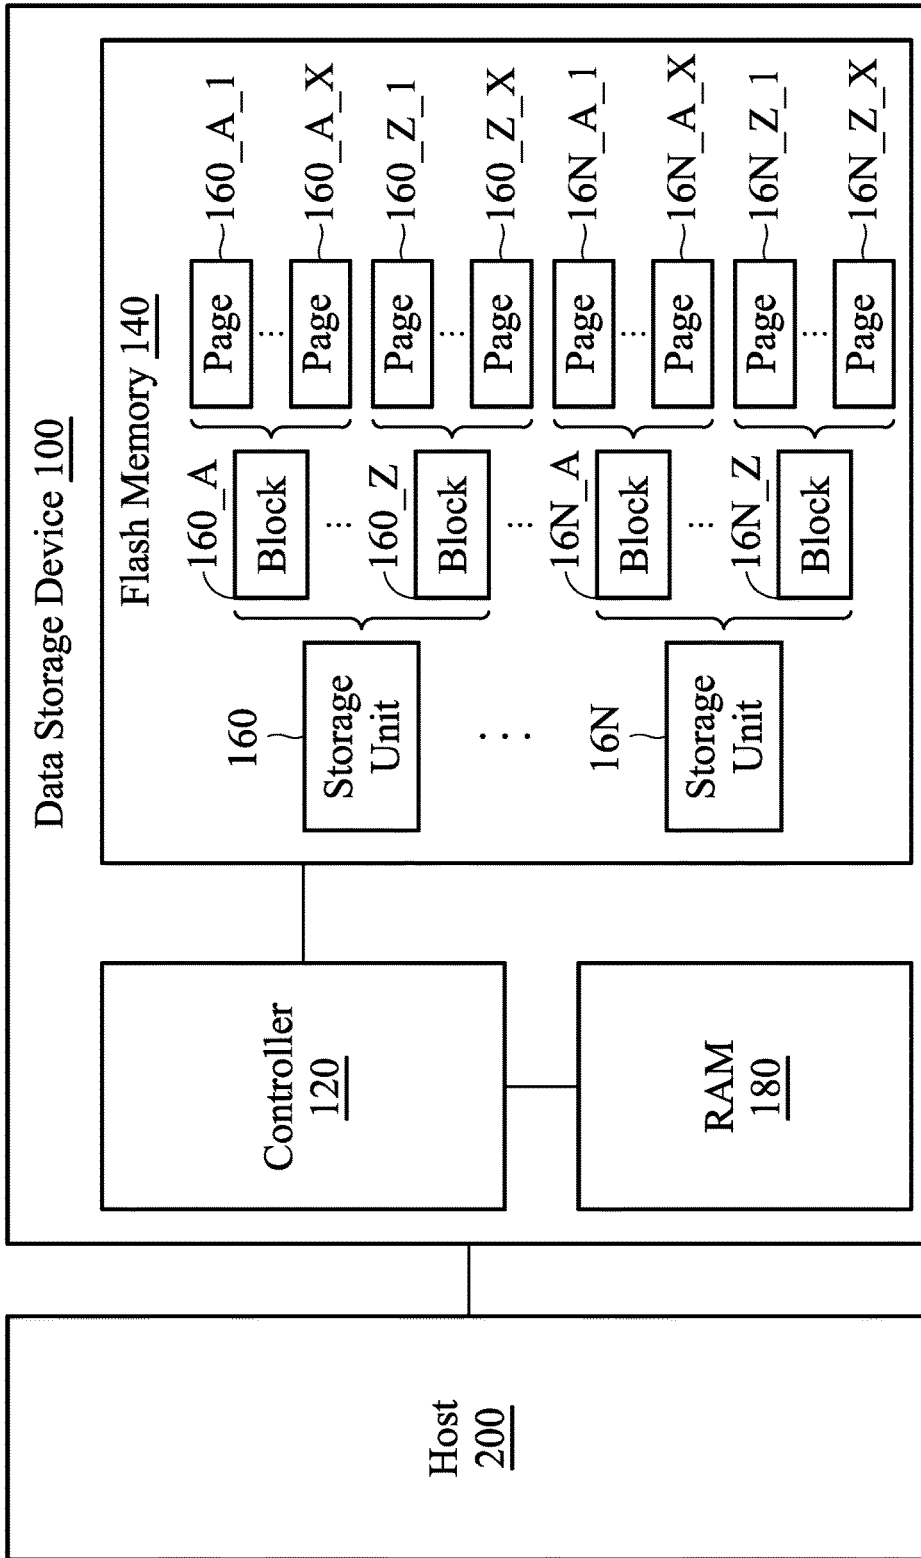 Data Storage Device 100
Host
200
Controller
120
RAM
180
Flash Memory 140
160
Storage
Unit
. . .
16N
Storage
Unit
160_A
Block
...
160_Z
Block
...
16N_A
Block
...
16N_Z
Block
Page
160_A_1
...
Page
160_A_X
Page
160_Z_1
...
Page
160_Z_X
Page
16N_A_1
...
Page
16N_A_X
Page
16N_Z_1
...
Page
16N_Z_X